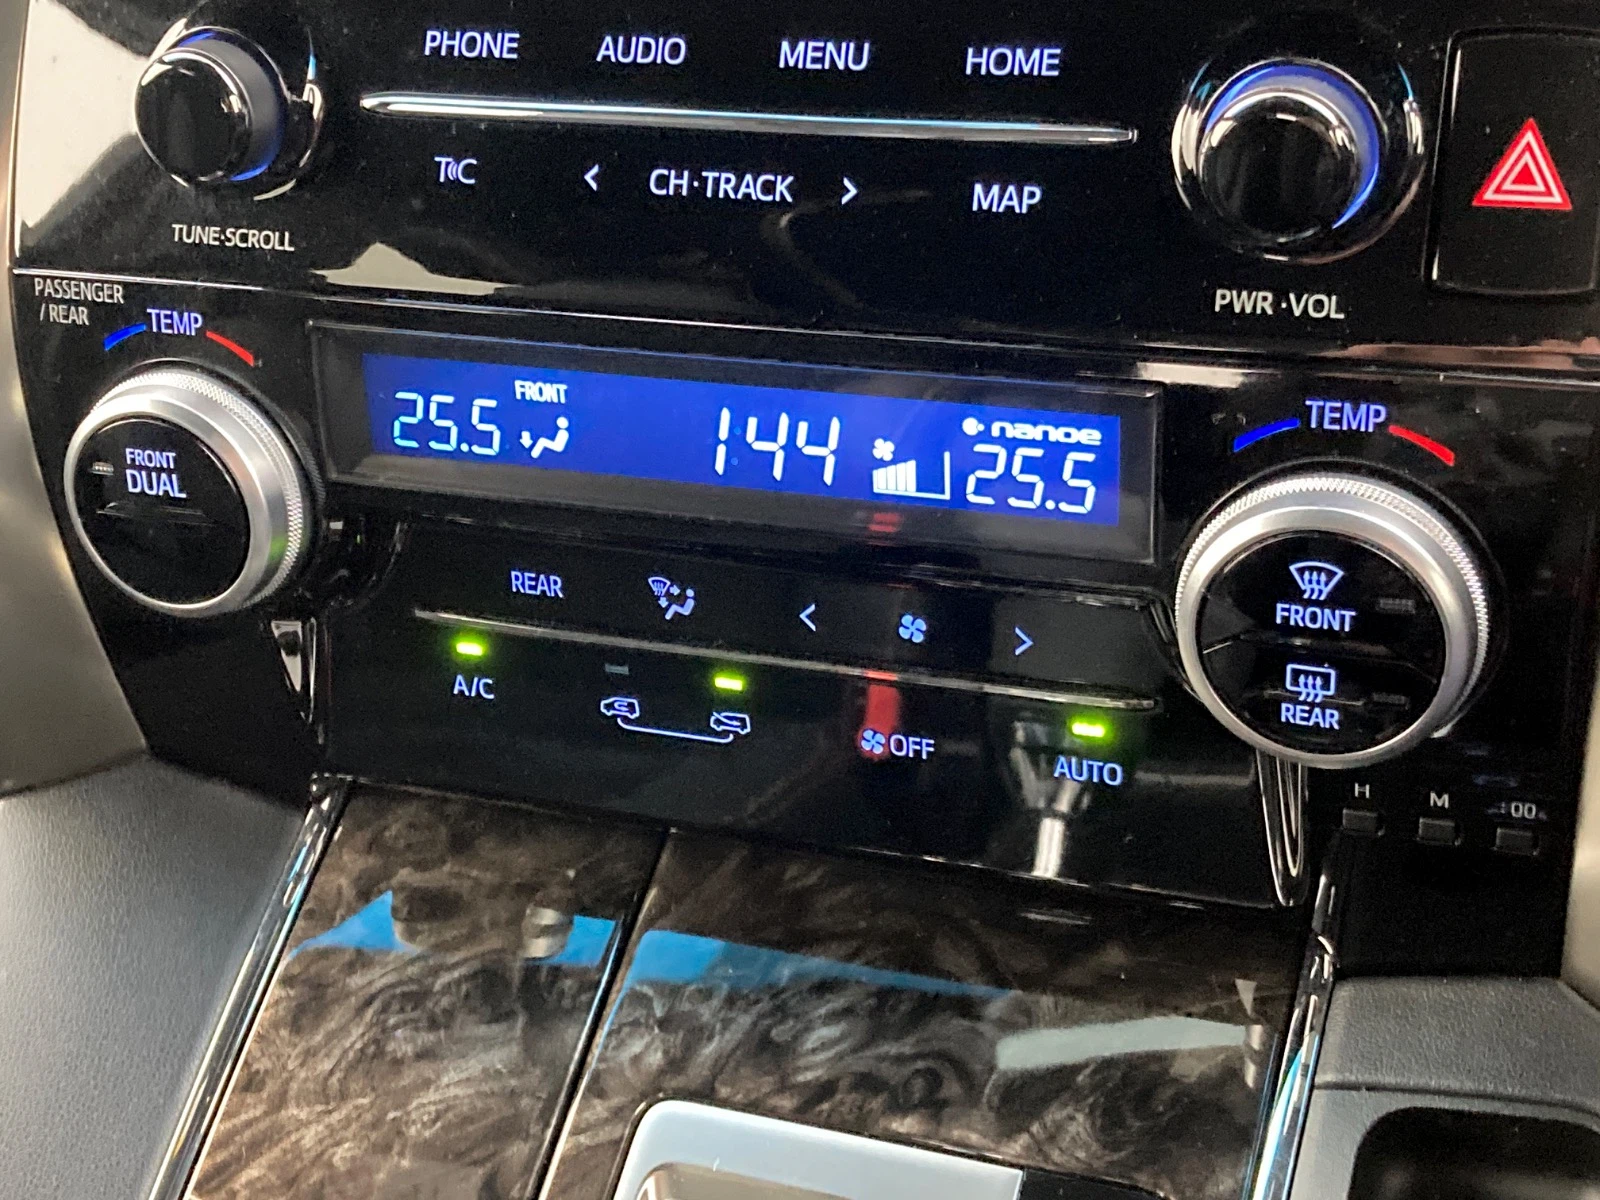 PHONE AUDIO MENU HOME
T C < CH·TRACK > MAP
TUNE·SCROLL
PWR·VOL
PASSENGER
/ REAR
TEMP
TEMP
25.5 FRONT 1:44 nanoe 25.5
FRONT
DUAL
FRONT
REAR
REAR < >
A/C OFF AUTO
H M :00